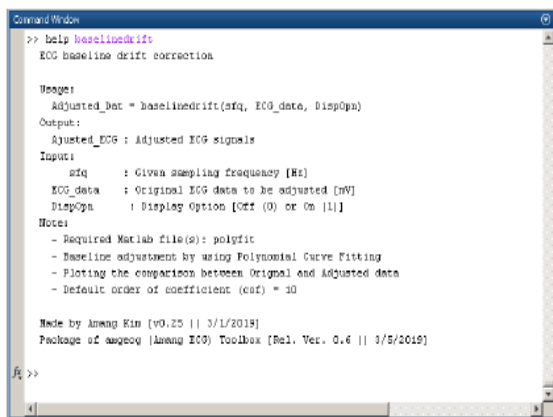 Command Window
>> help baselinedrift
ECG baseline drift correction
Usage:
Adjusted_Dat = baselinedrift(sfq, ECG_data, DispOpn)
Output:
Ajusted_ECG : Adjusted ECG signals
Input:
sfq : Given sampling frequency [Hz]
ECG_data : Original ECG data to be adjusted [mV]
DispOpn : Display Option [Off (0) or On |1|]
Note:
- Required Matlab file(s): polyfit
- Baseline adjustment by using Polynomial Curve Fitting
- Ploting the comparison between Orignal and Adjusted data
- Default order of coefficient (cof) = 10
Made by Amang Kim [v0.25 || 3/1/2019]
Package of amgecg (Amang ECG) Toolbox [Rel. Ver. 0.6 || 3/5/2019]
fx >>